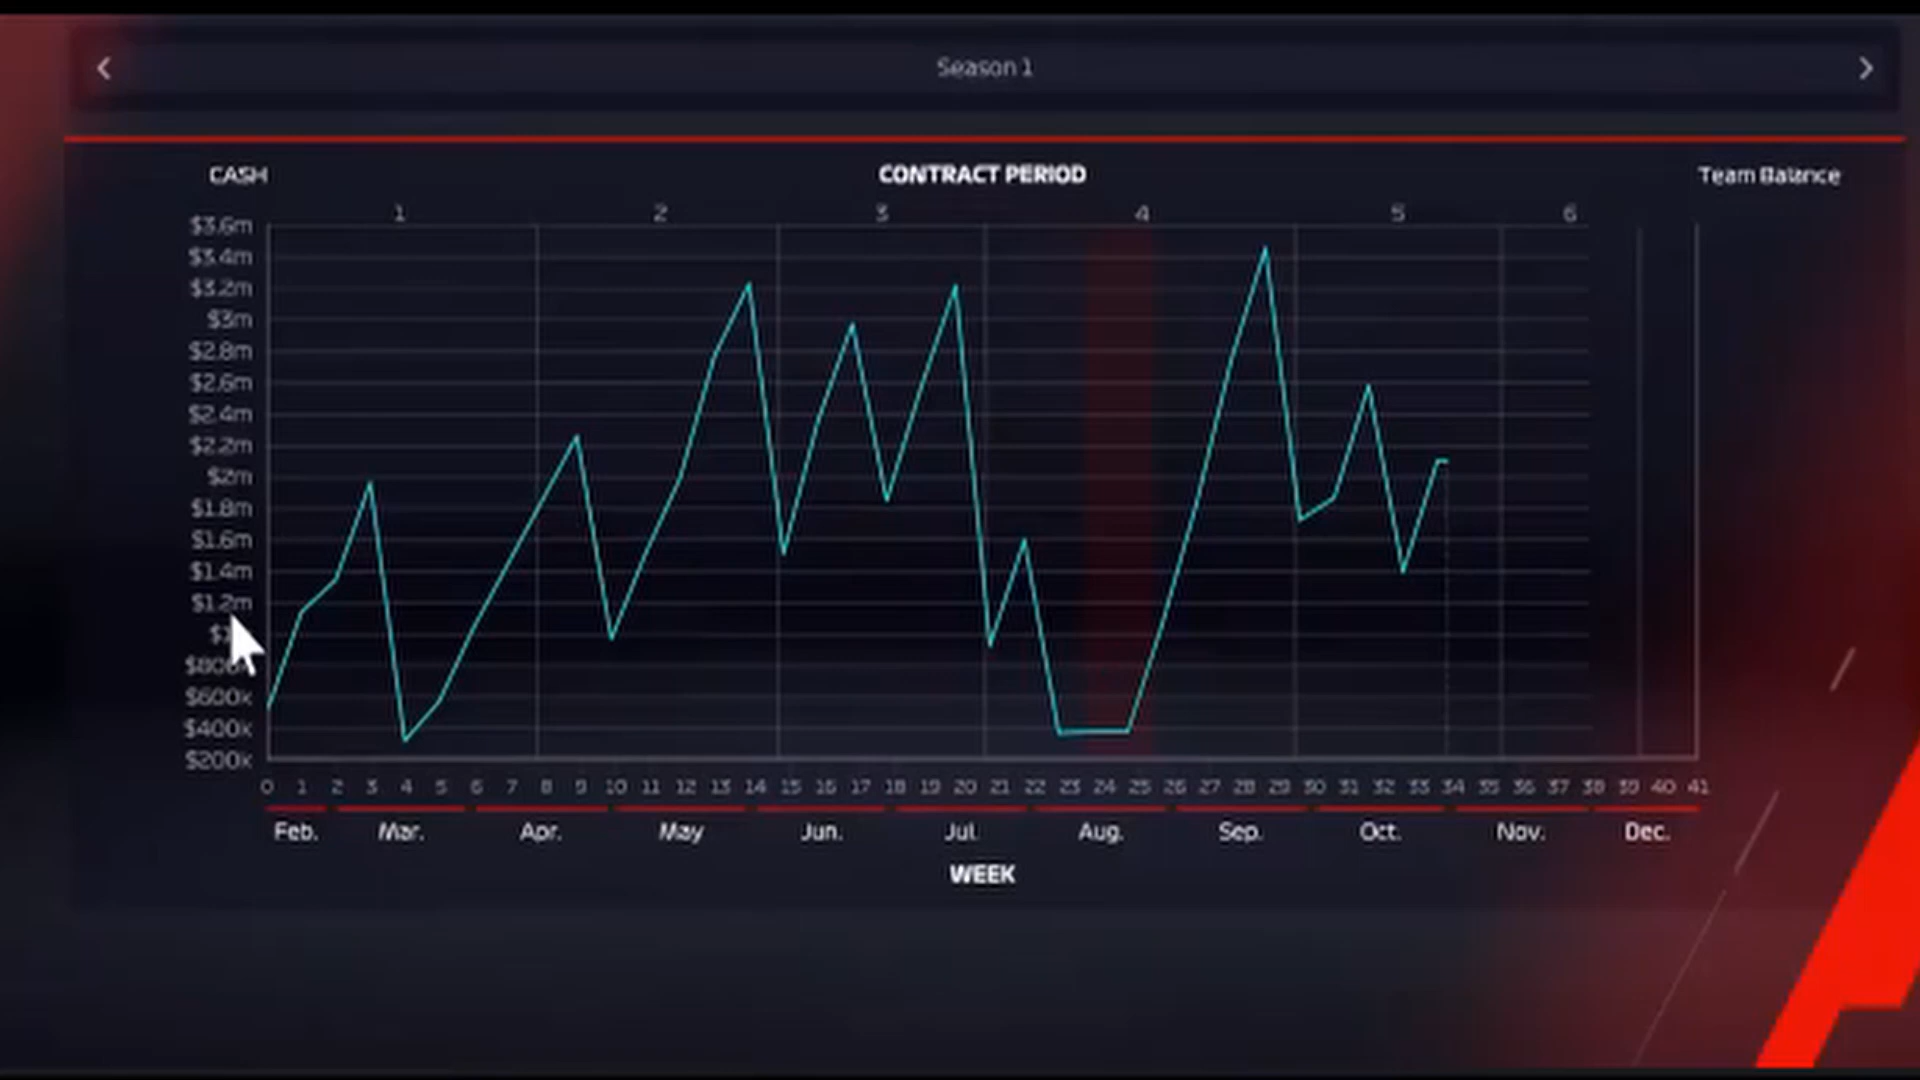 Season 1
CASH
CONTRACT PERIOD
Team Balance
1 2 3 4 5 6
$3.6m
$3.4m
$3.2m
$3m
$2.8m
$2.6m
$2.4m
$2.2m
$2m
$1.8m
$1.6m
$1.4m
$1.2m
$600k
$400k
$200k
0 1 2 3 4 5 6 7 8 9 10 11 12 13 14 15 16 17 18 19 20 21 22 23 24 25 26 27 28 29 30 31 32 33 34 35 36 37 38 39 40 41
Feb. Mar. Apr. May Jun. Jul Aug. Sep. Oct. Nov. Dec.
WEEK